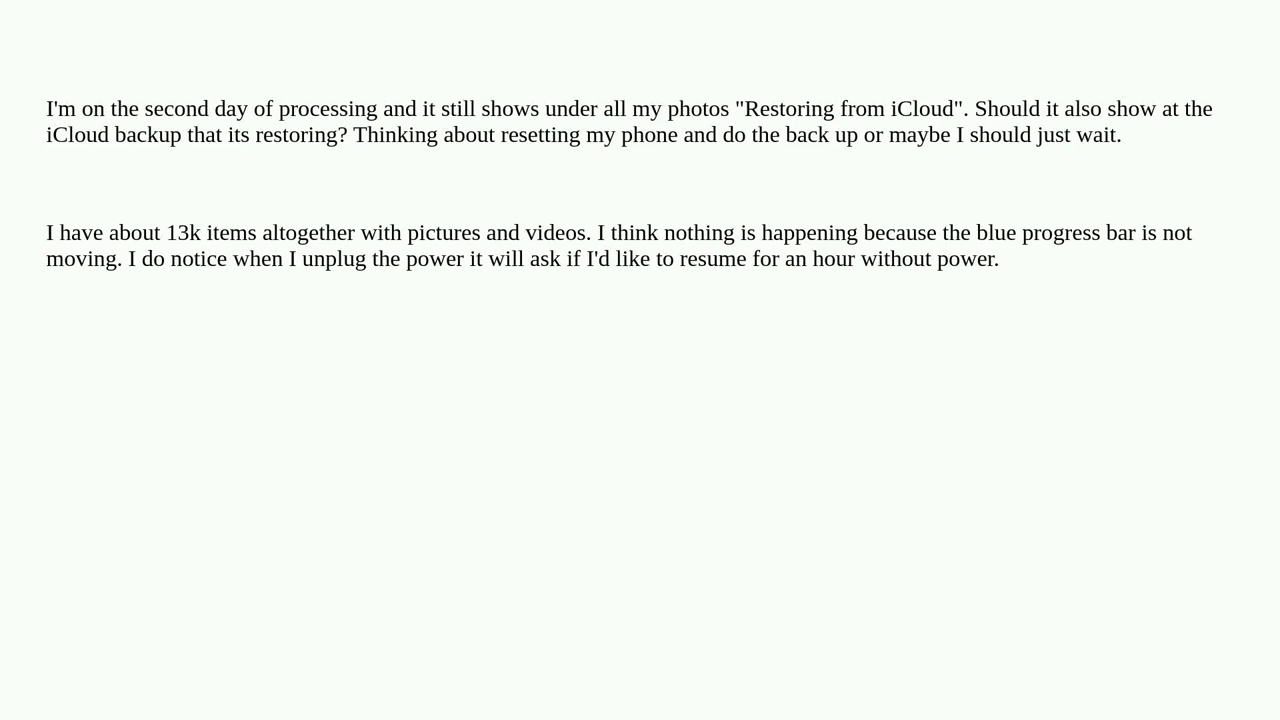 I'm on the second day of processing and it still shows under all my photos "Restoring from iCloud". Should it also show at the
iCloud backup that its restoring? Thinking about resetting my phone and do the back up or maybe I should just wait.
I have about 13k items altogether with pictures and videos. I think nothing is happening because the blue progress bar is not
moving. I do notice when I unplug the power it will ask if I'd like to resume for an hour without power.